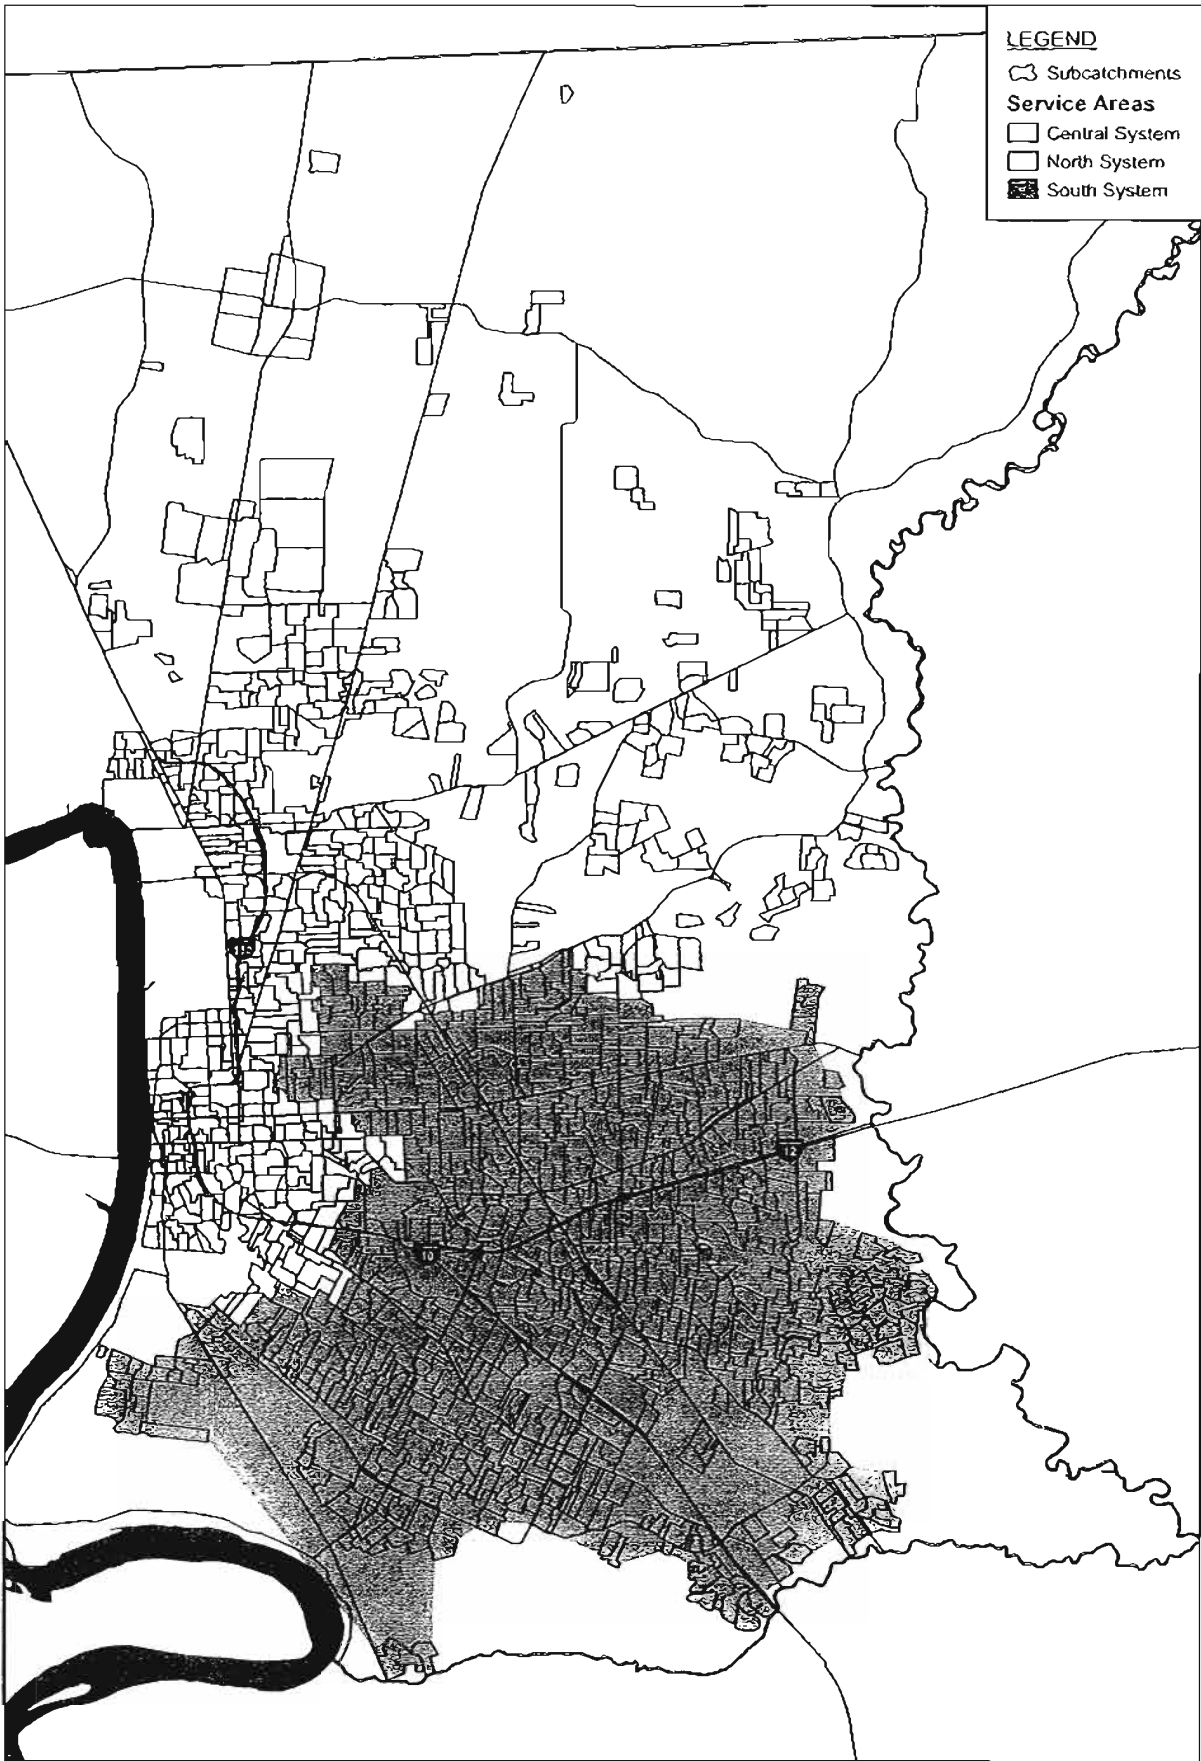 LEGEND
Subcatchments
Service Areas
Central System
North System
South System
12
10